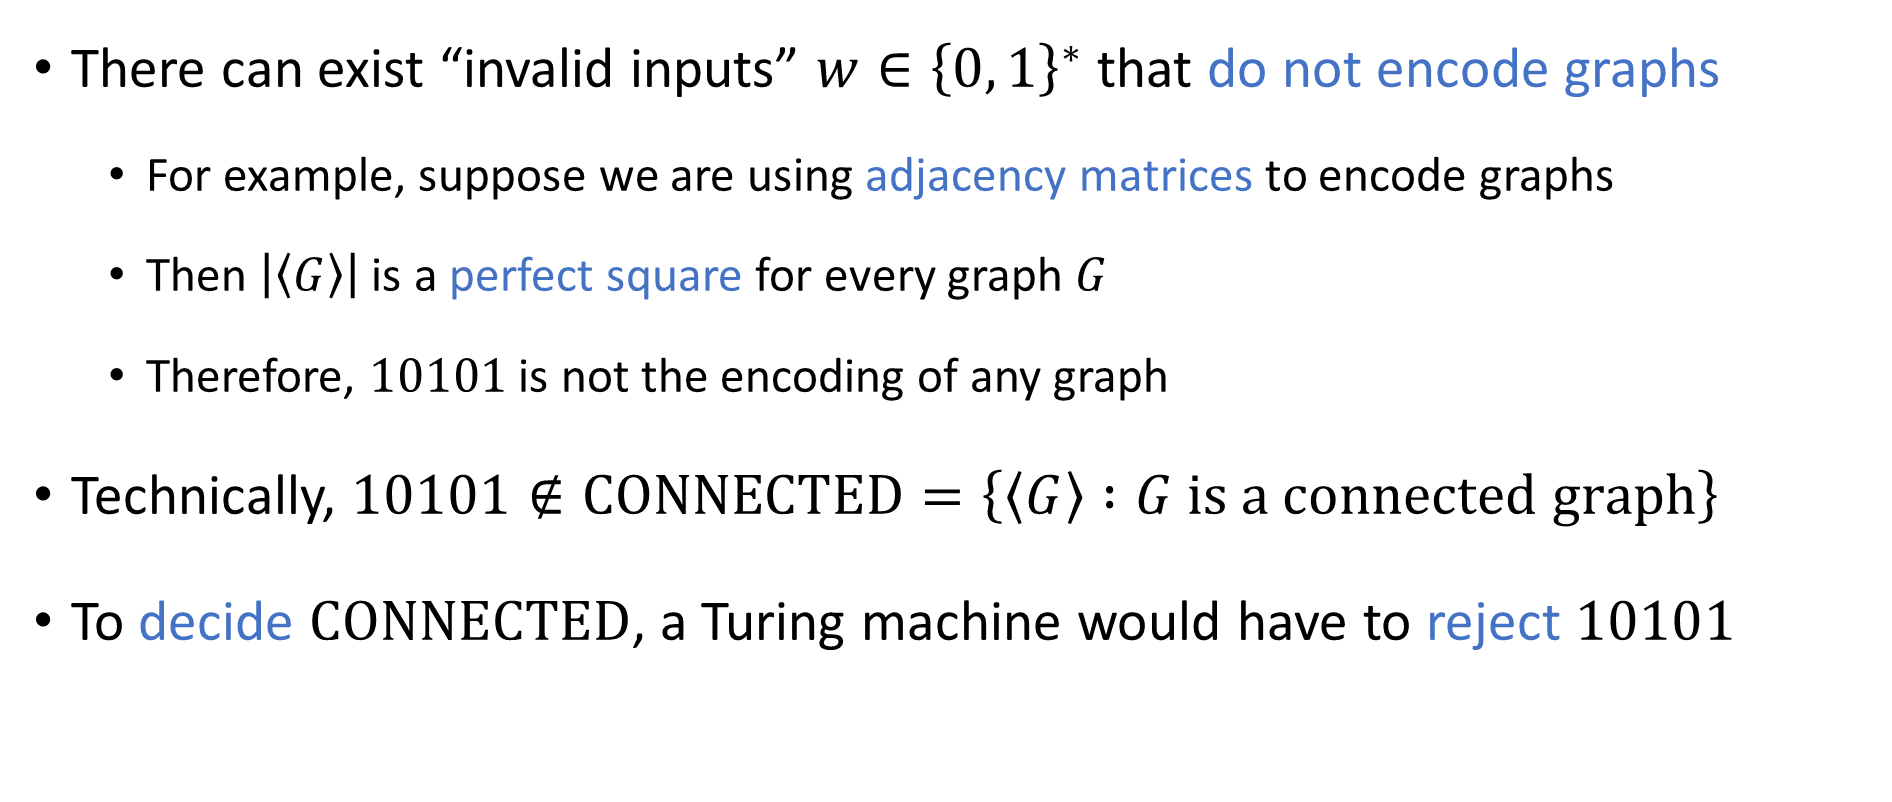 • There can exist “invalid inputs” 𝑤 ∈ {0, 1}* that do not encode graphs
• For example, suppose we are using adjacency matrices to encode graphs
• Then |⟨𝐺⟩| is a perfect square for every graph 𝐺
• Therefore, 10101 is not the encoding of any graph
• Technically, 10101 ∉ CONNECTED = {⟨𝐺⟩ : 𝐺 is a connected graph}
• To decide CONNECTED, a Turing machine would have to reject 10101